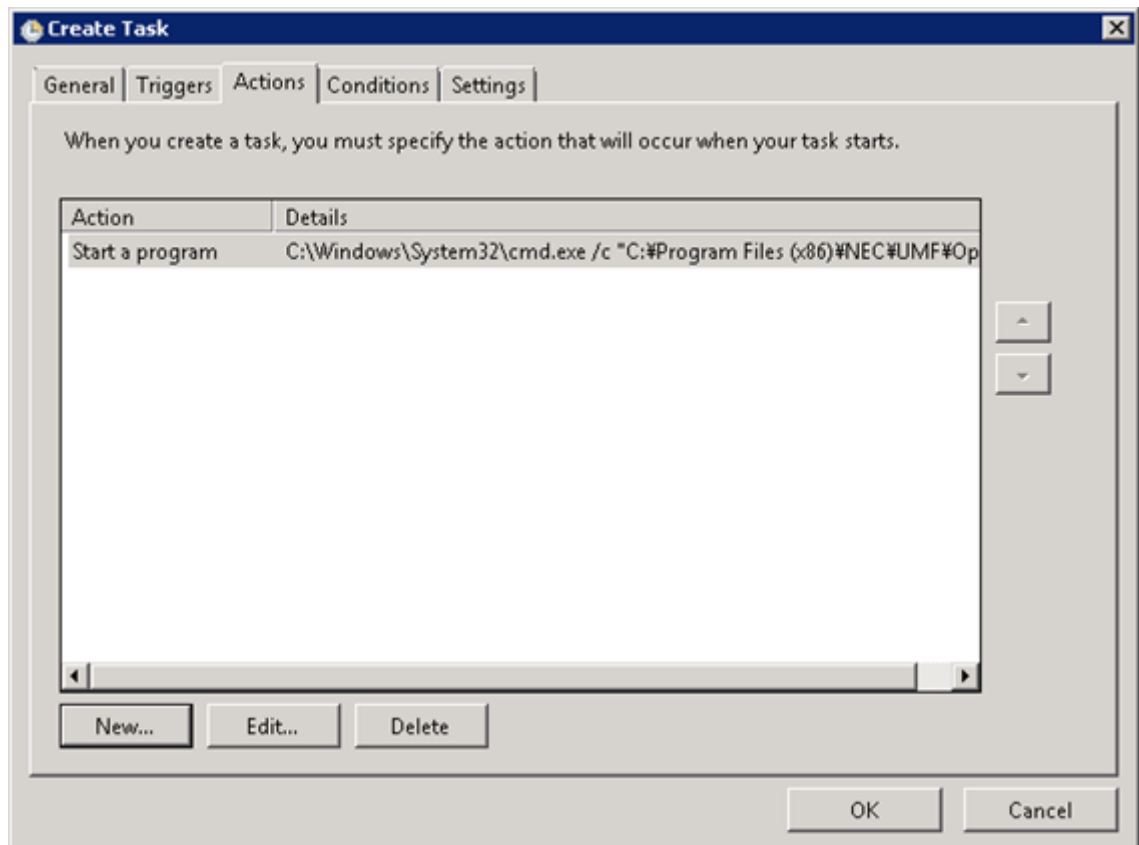 Create Task
General Triggers Actions Conditions Settings
When you create a task, you must specify the action that will occur when your task starts.
Action Details
Start a program C:\Windows\System32\cmd.exe /c "C:¥Program Files (x86)¥NEC¥UMF¥Op
New... Edit... Delete
OK Cancel